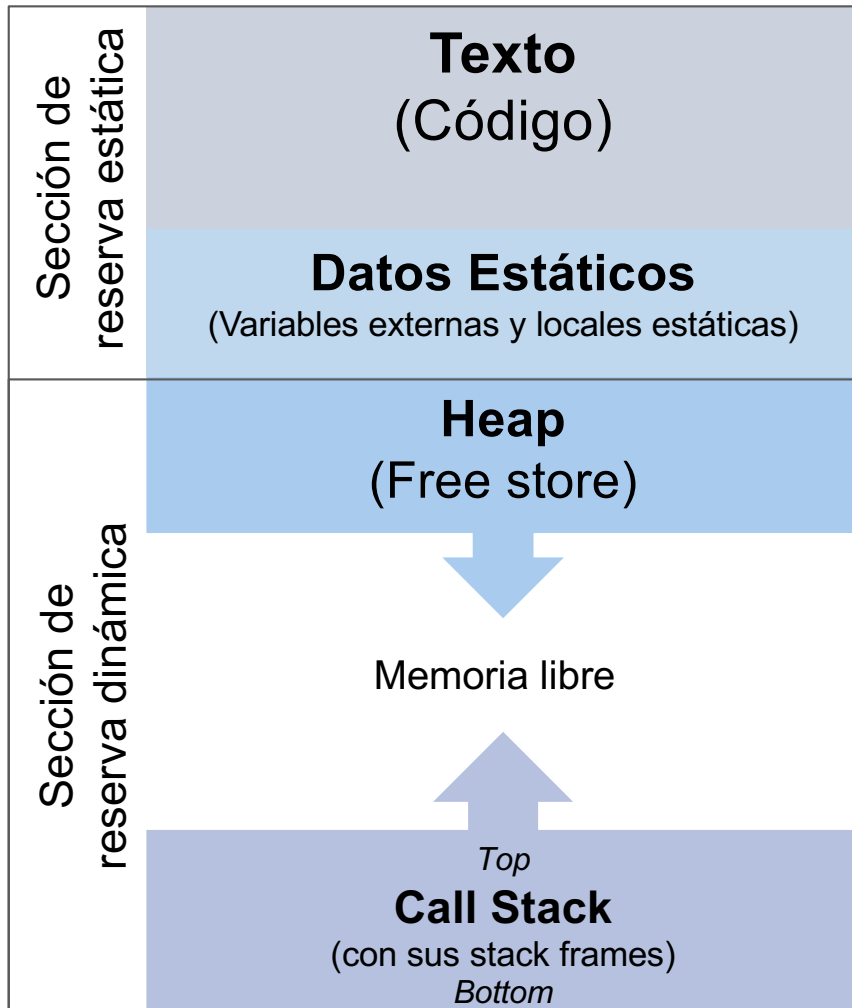 Sección de
reserva estática
Texto
(Código)
Datos Estáticos
(Variables externas y locales estáticas)
Sección de
reserva dinámica
Heap
(Free store)
Memoria libre
Top
Call Stack
(con sus stack frames)
Bottom